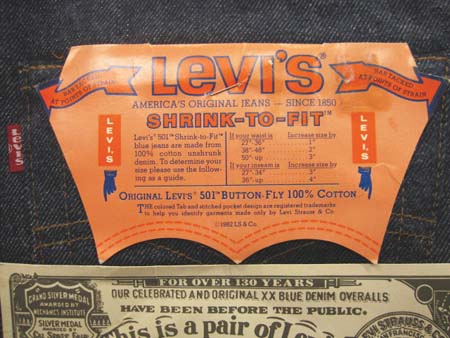 LEVI'S®
BAR TACKED
AT POINTS OF STRAIN
BAR TACKED
AT POINTS OF STRAIN
AMERICA'S ORIGINAL JEANS — SINCE 1850
SHRINK-TO-FIT™
LEVI'S
LEVI'S
Levi's® 501™ Shrink-to-Fit™
blue jeans are made from
100% cotton unshrunk
denim. To determine your
size please use the follow-
ing as a guide.
If your waist is Increase size by
27"-36" 1"
38"-48" 2"
50"-up 3"
If your inseam is Increase size by
27"-34" 3"
36"-up 4"
ORIGINAL LEVI'S® 501™ BUTTON-FLY 100% COTTON
THE colored Tab and stitched pocket design are registered trademarks
to help you identify garments made only by Levi Strauss & Co.
©1982 LS & Co.
LEVI'S
FOR OVER 130 YEARS
OUR CELEBRATED AND ORIGINAL XX BLUE DENIM OVERALLS
HAVE BEEN BEFORE THE PUBLIC.
This is a pair of
GRAND SILVER MEDAL
AWARDED BY
MECHANICS INSTITUTE
SILVER MEDAL
AWARDED BY
STRAUSS &
FRANCISCO